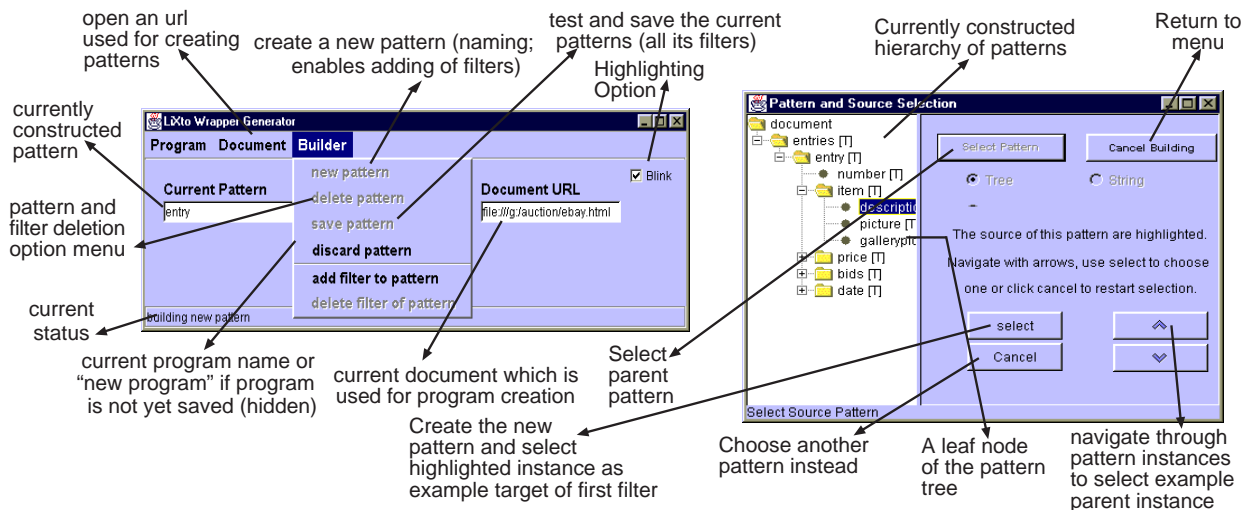 open an url
used for creating
patterns
create a new pattern (naming;
enables adding of filters)
test and save the current
patterns (all its filters)
Highlighting
Option
currently
constructed
pattern
pattern and
filter deletion
option menu
current
status
LiXto Wrapper Generator
Program Document Builder
Current Pattern
entry
new pattern
delete pattern
save pattern
discard pattern
add filter to pattern
delete filter of pattern
Blink
Document URL
file:///g:/auction/ebay.html
building new pattern
current program name or
“new program” if program
is not yet saved (hidden)
current document which is
used for program creation
Create the new
pattern and select
highlighted instance as
example target of first filter
Select
parent
pattern
Currently constructed
hierarchy of patterns
Return to
menu
Pattern and Source Selection
document
entries [T]
entry [T]
number [T]
item [T]
descriptio
picture [T
gallerypic
price [T]
bids [T]
date [T]
Select Pattern
Cancel Building
Tree
String
The source of this pattern are highlighted.
Navigate with arrows, use select to choose
one or click cancel to restart selection.
select
Cancel
Select Source Pattern
Choose another
pattern instead
A leaf node
of the pattern
tree
navigate through
pattern instances
to select example
parent instance